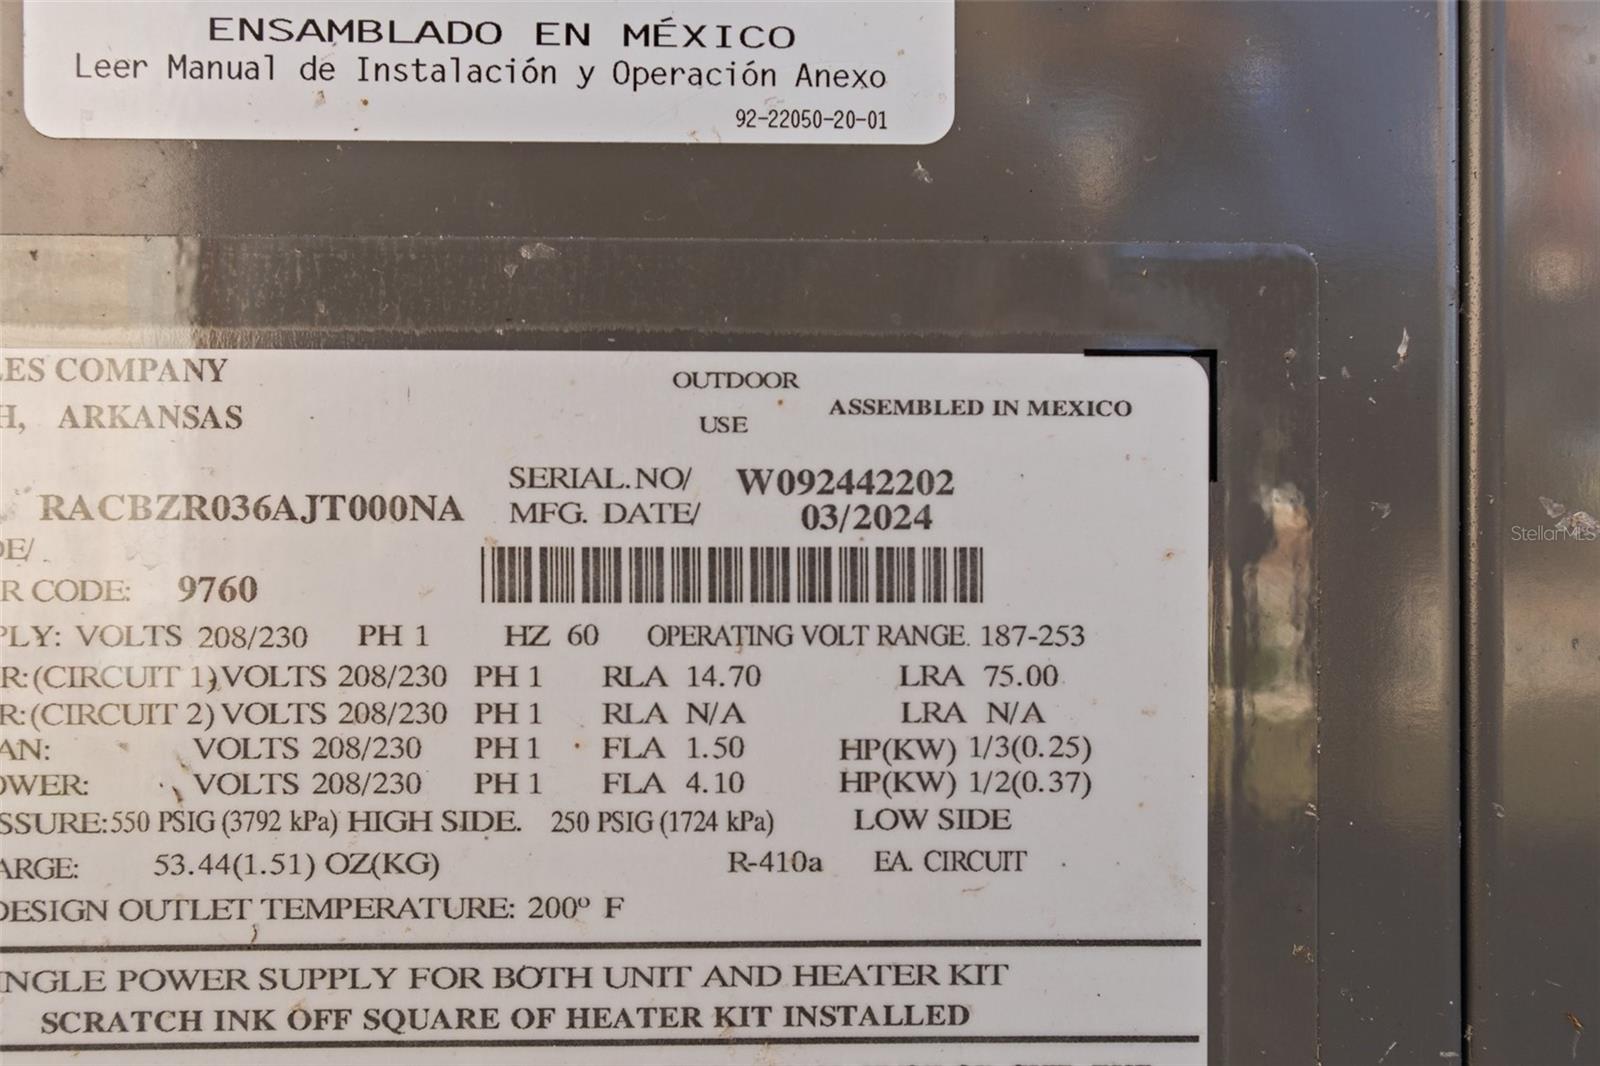 ENSAMBLADO EN MÉXICO
Leer Manual de Instalación y Operación Anexo
92-22050-20-01
LES COMPANY
H, ARKANSAS
OUTDOOR
USE
ASSEMBLED IN MEXICO
RACBZR036AJT000NA
SERIAL.NO/ W092442202
MFG. DATE/ 03/2024
DE/
R CODE: 9760
PLY: VOLTS 208/230 PH 1 HZ 60 OPERATING VOLT RANGE. 187-253
R:(CIRCUIT 1)VOLTS 208/230 PH 1 RLA 14.70 LRA 75.00
R:(CIRCUIT 2) VOLTS 208/230 PH 1 RLA N/A LRA N/A
AN: VOLTS 208/230 PH 1 FLA 1.50 HP(KW) 1/3(0.25)
OWER: VOLTS 208/230 PH 1 FLA 4.10 HP(KW) 1/2(0.37)
SSURE:550 PSIG (3792 kPa) HIGH SIDE. 250 PSIG (1724 kPa) LOW SIDE
ARGE: 53.44(1.51) OZ(KG) R-410a EA. CIRCUIT
DESIGN OUTLET TEMPERATURE: 200º F
INGLE POWER SUPPLY FOR BOTH UNIT AND HEATER KIT
SCRATCH INK OFF SQUARE OF HEATER KIT INSTALLED
StellarMLS